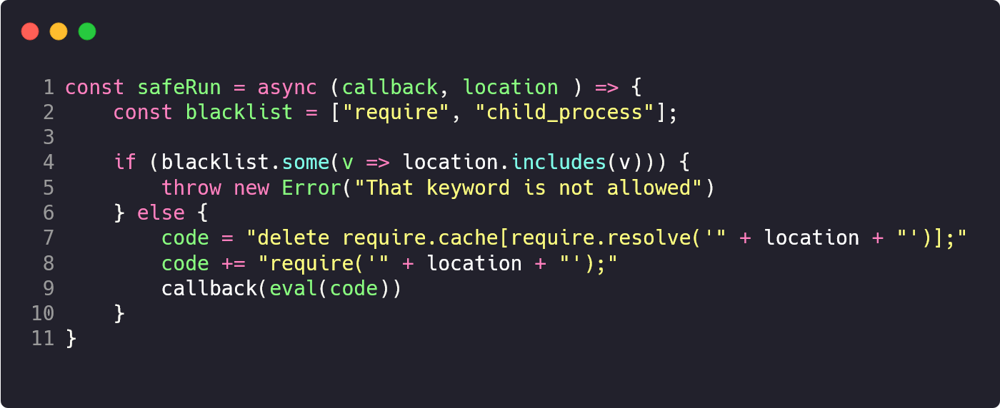 1 const safeRun = async (callback, location ) => {
2     const blacklist = ["require", "child_process"];
3
4     if (blacklist.some(v => location.includes(v))) {
5         throw new Error("That keyword is not allowed")
6     } else {
7         code = "delete require.cache[require.resolve('" + location + "')];"
8         code += "require('" + location + "');"
9         callback(eval(code))
10     }
11 }